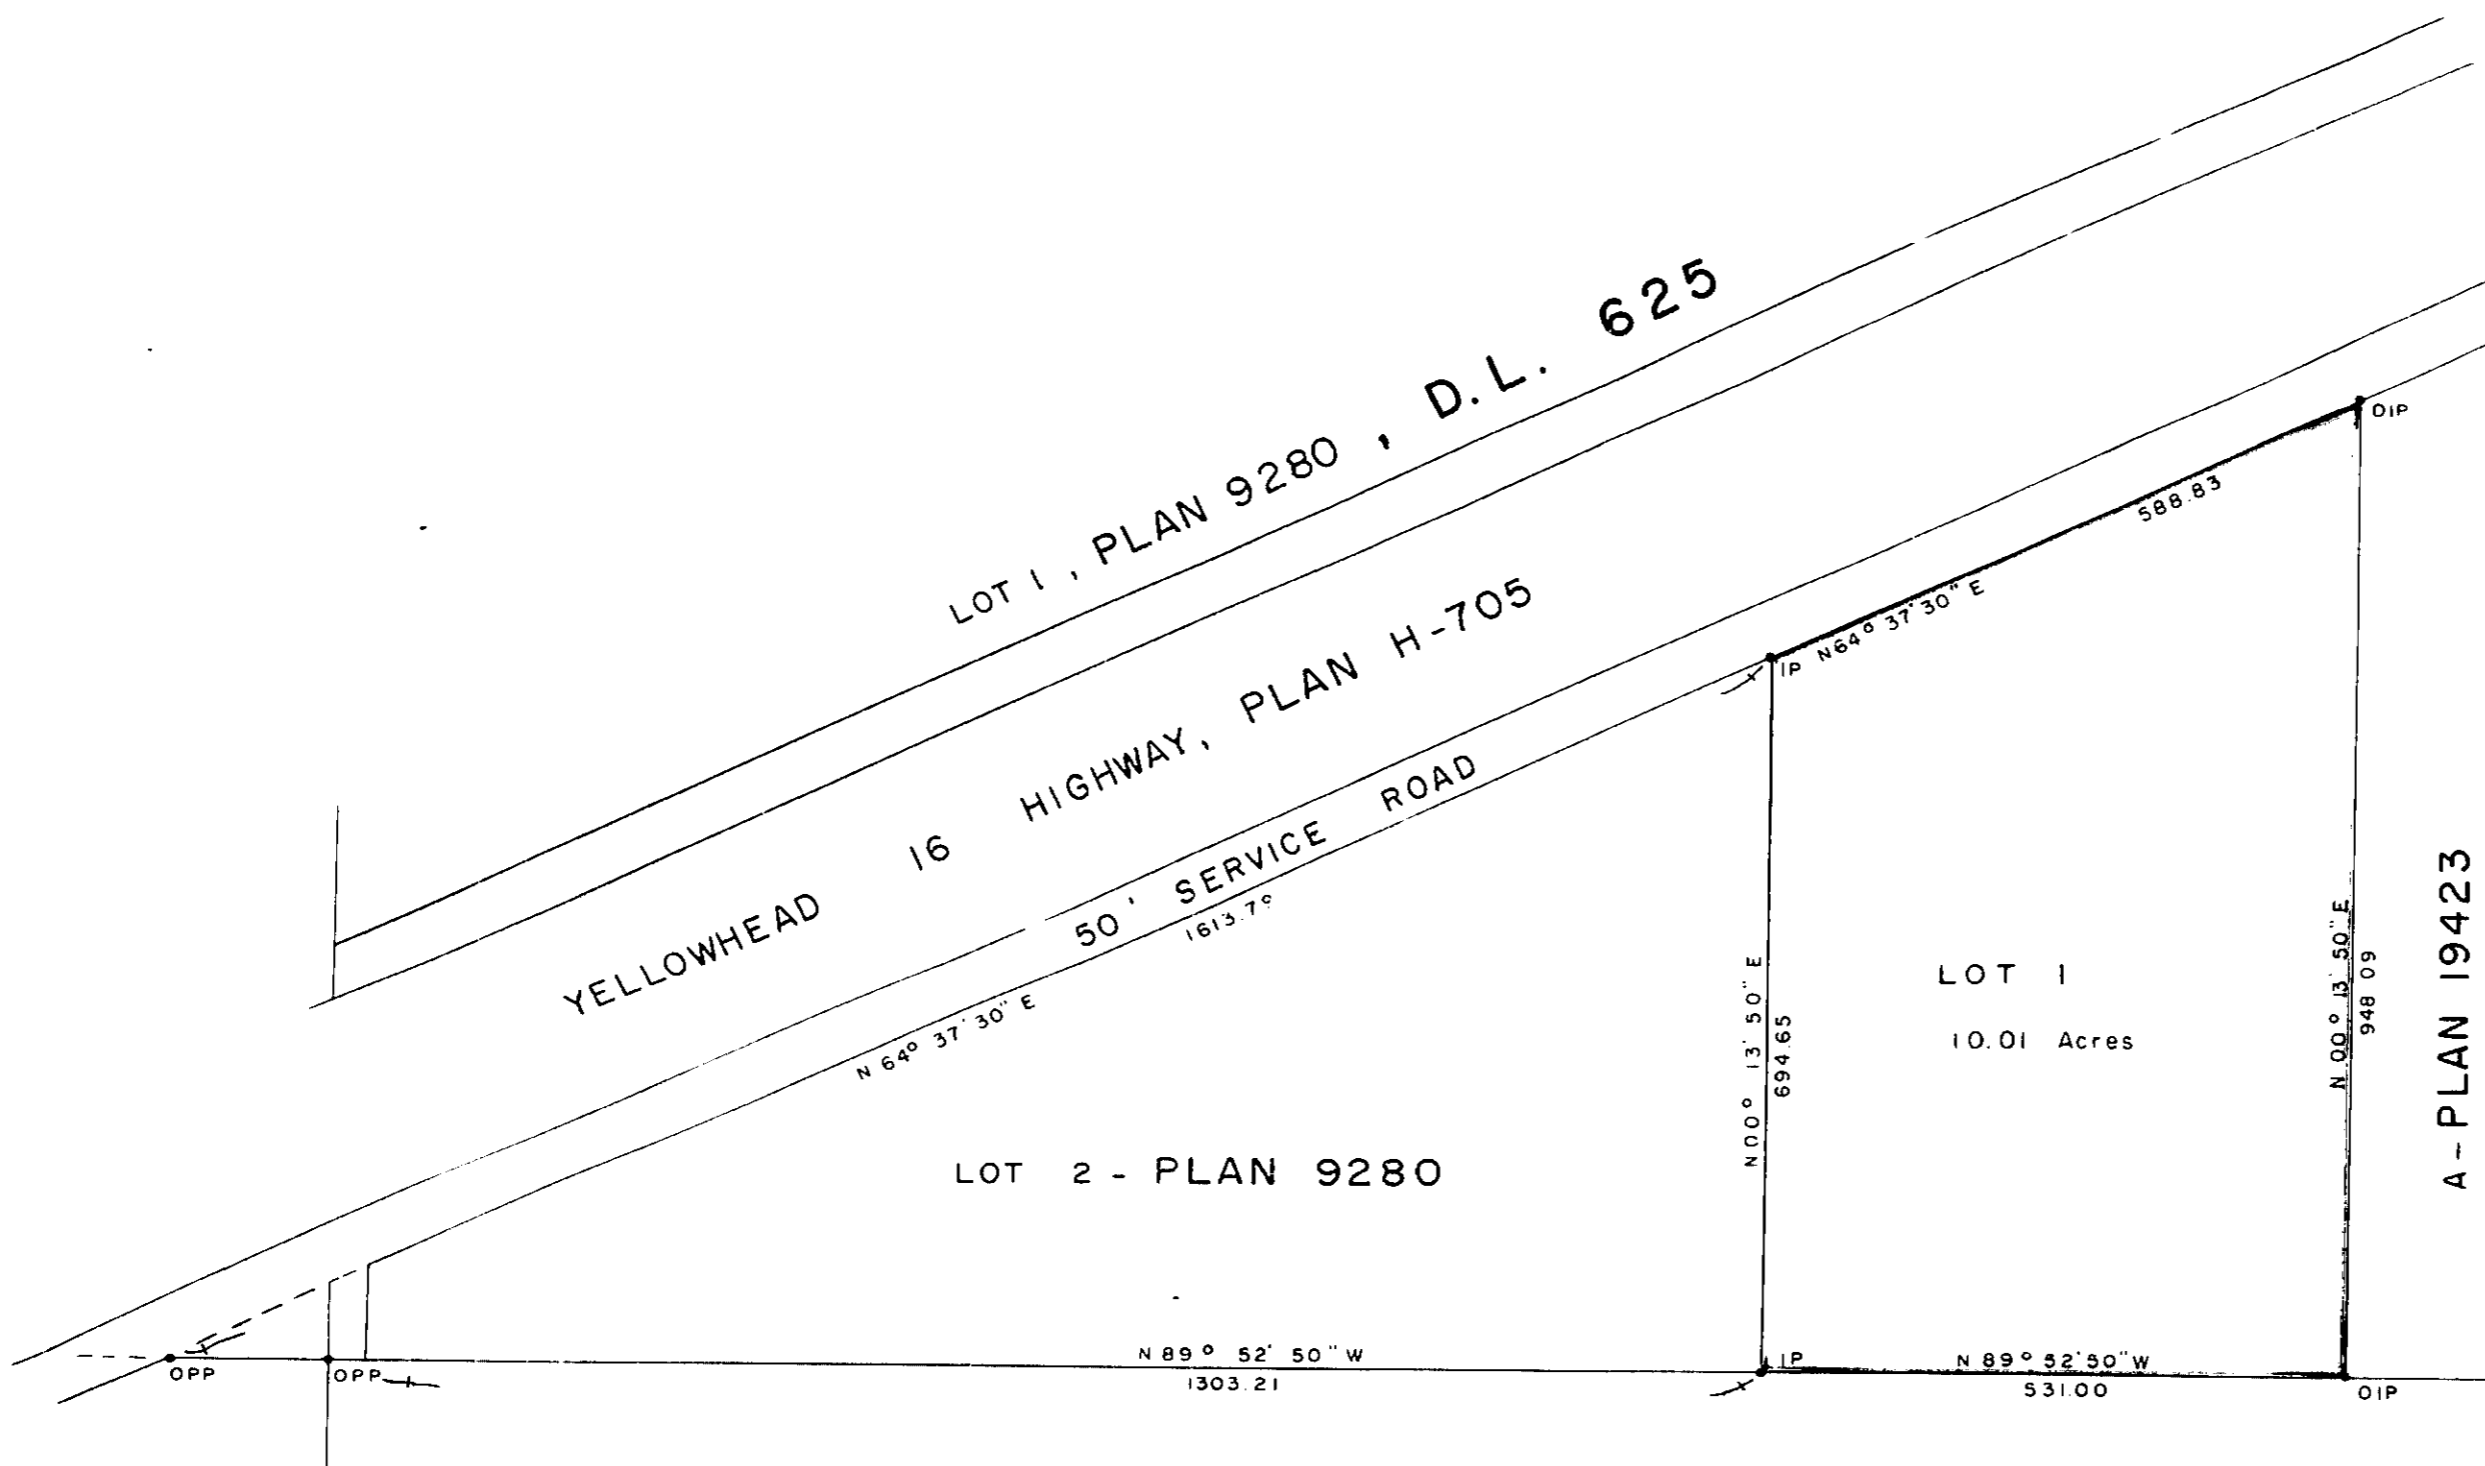 LOT 1, PLAN 9280, D.L. 625
YELLOWHEAD 16 HIGHWAY, PLAN H-705
50' SERVICE ROAD
N 64° 37' 30" E
LOT 2 - PLAN 9280
OIP
588.83
N64° 37' 30" E
IP
N 00° 13' 50" E
694.65
LOT 1
10.01 Acres
N 00° 13' 50" E
948 09
A - PLAN 19423
OPP
OPP
N 89° 52' 50" W
1303.21
IP
N 89° 52' 50" W
531.00
OIP